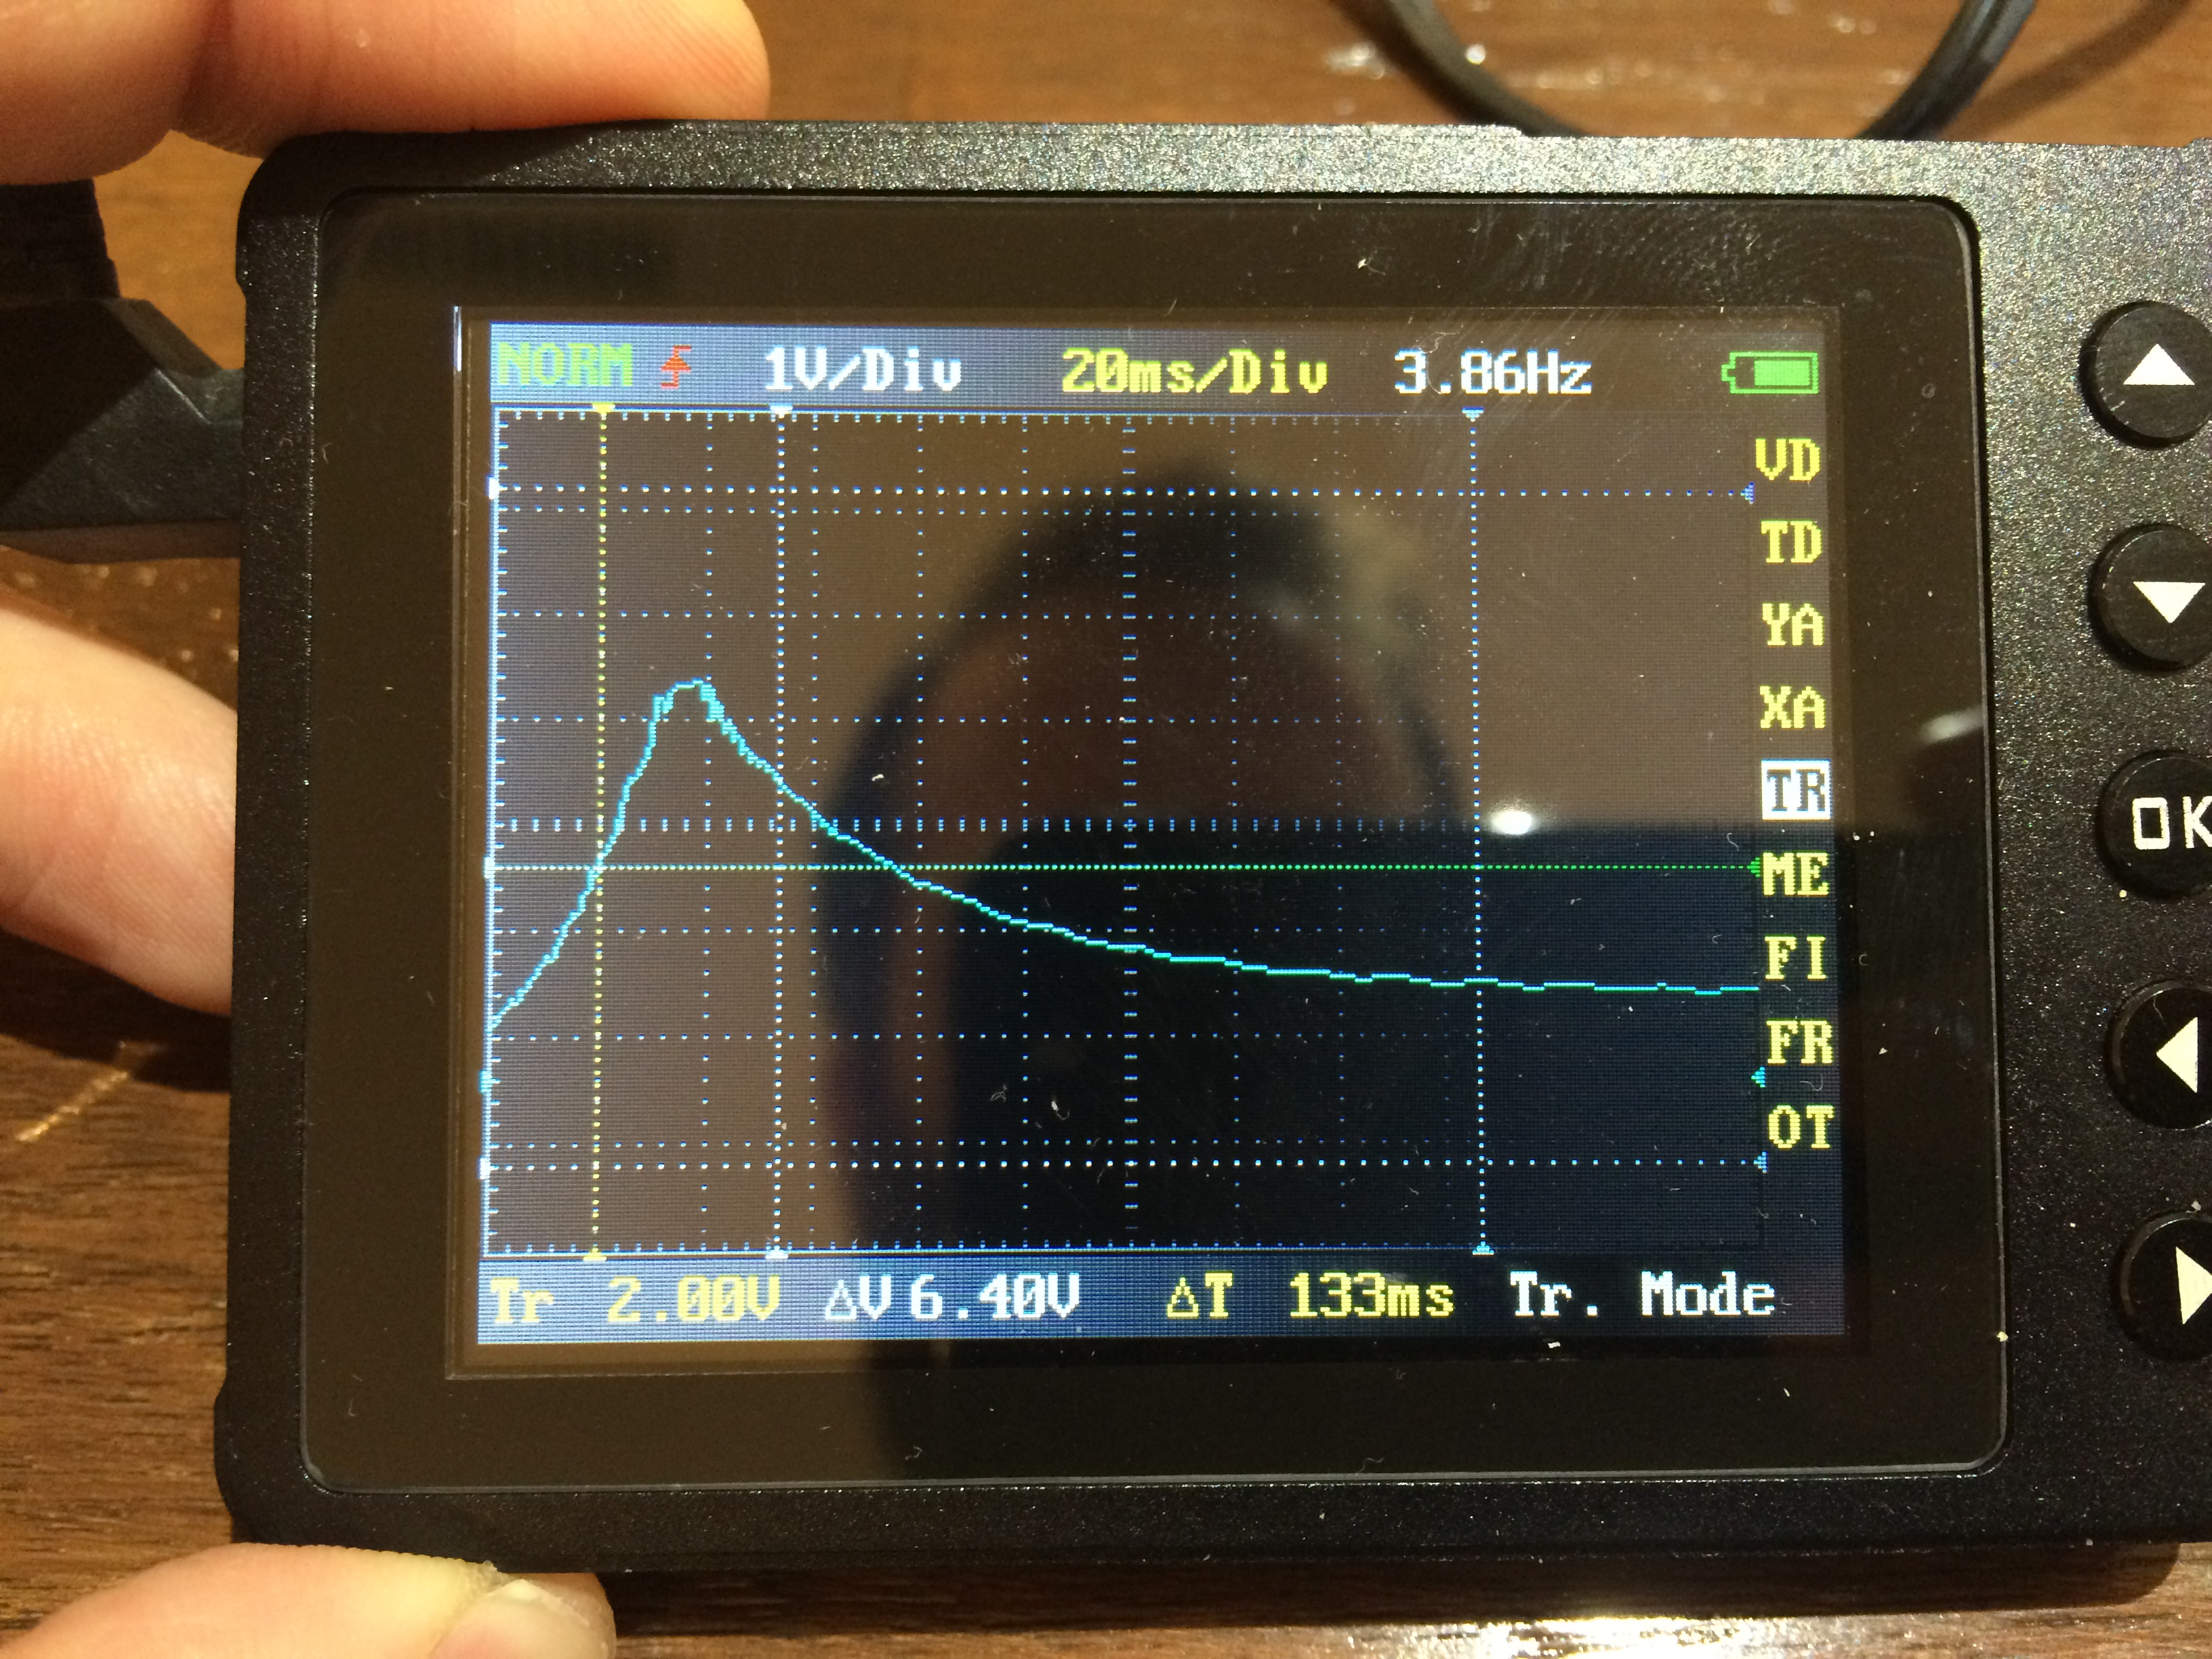 NORM 1V/Div 20ms/Div 3.86Hz
VD
TD
YA
XA
TR
ME
FI
FR
OT
Tr 2.00V ΔV 6.40V ΔT 133ms Tr. Mode
OK